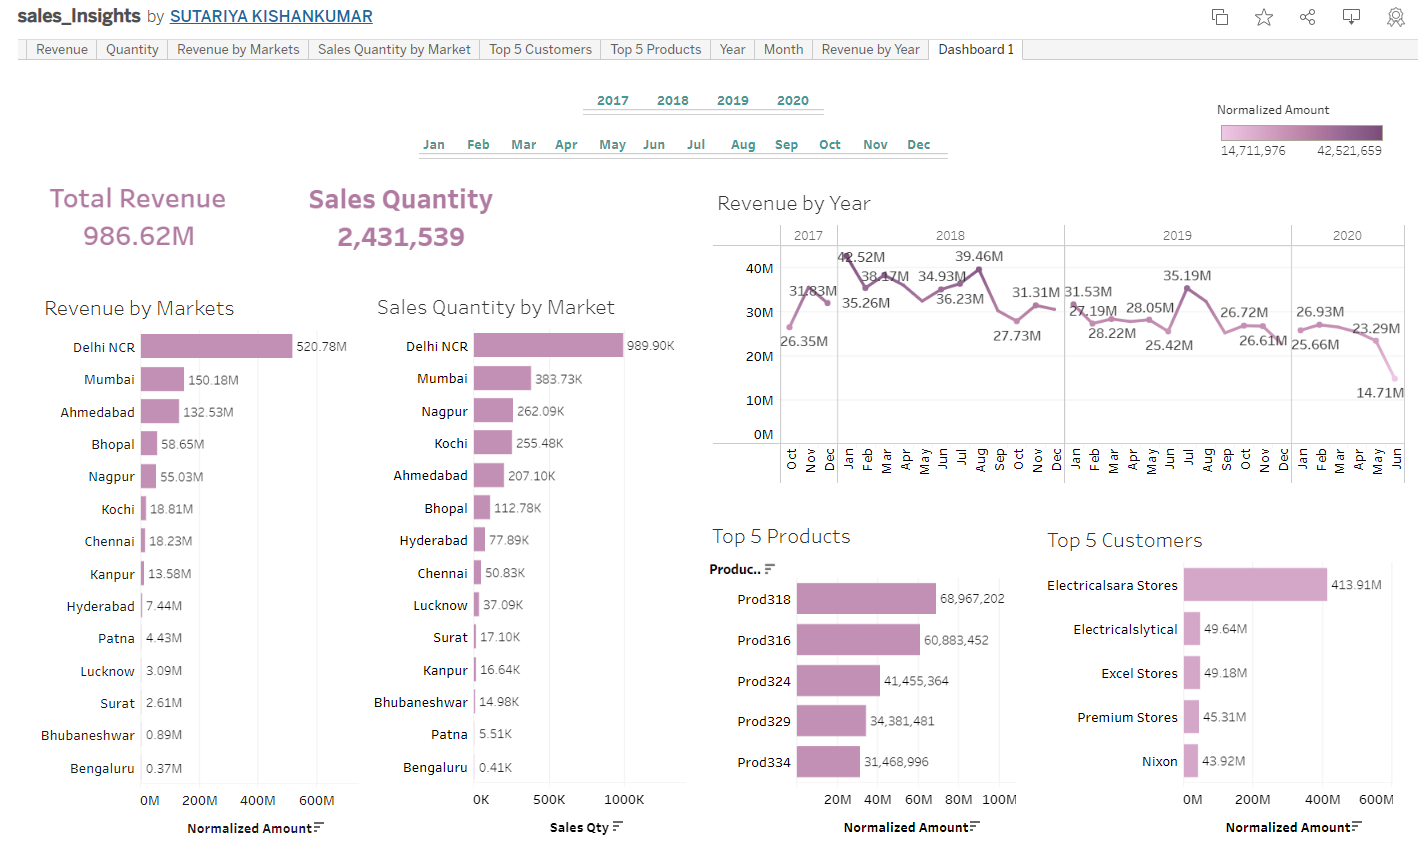 sales_Insights by SUTARIYA KISHANKUMAR
Revenue Quantity Revenue by Markets Sales Quantity by Market Top 5 Customers Top 5 Products Year Month Revenue by Year Dashboard 1
2017 2018 2019 2020
Jan Feb Mar Apr May Jun Jul Aug Sep Oct Nov Dec
Normalized Amount
14,711,976 42,521,659
Total Revenue
986.62M
Sales Quantity
2,431,539
Revenue by Markets
Delhi NCR 520.78M
Mumbai 150.18M
Ahmedabad 132.53M
Bhopal 58.65M
Nagpur 55.03M
Kochi 18.81M
Chennai 18.23M
Kanpur 13.58M
Hyderabad 7.44M
Patna 4.43M
Lucknow 3.09M
Surat 2.61M
Bhubaneshwar 0.89M
Bengaluru 0.37M
0M 200M 400M 600M
Normalized Amount
Sales Quantity by Market
Delhi NCR 989.90K
Mumbai 383.73K
Nagpur 262.09K
Kochi 255.48K
Ahmedabad 207.10K
Bhopal 112.78K
Hyderabad 77.89K
Chennai 50.83K
Lucknow 37.09K
Surat 17.10K
Kanpur 16.64K
Bhubaneshwar 14.98K
Patna 5.51K
Bengaluru 0.41K
0K 500K 1000K
Sales Qty
Revenue by Year
2017 2018 2019 2020
40M
30M
20M
10M
0M
26.35M 31.83M 42.52M 35.26M 38.17M 34.93M 36.23M 39.46M 27.73M 31.31M 31.53M 27.19M 28.22M 28.05M 25.42M 35.19M 26.72M 26.61M 25.66M 26.93M 23.29M 14.71M
Oct Nov Dec Jan Feb Mar Apr May Jun Jul Aug Sep Oct Nov Dec Jan Feb Mar Apr May Jun Jul Aug Sep Oct Nov Dec Jan Feb Mar Apr May Jun
Top 5 Products
Produc..
Prod318 68,967,202
Prod316 60,883,452
Prod324 41,455,364
Prod329 34,381,481
Prod334 31,468,996
20M 40M 60M 80M 100M
Normalized Amount
Top 5 Customers
Electricalsara Stores 413.91M
Electricalslytical 49.64M
Excel Stores 49.18M
Premium Stores 45.31M
Nixon 43.92M
0M 200M 400M 600M
Normalized Amount